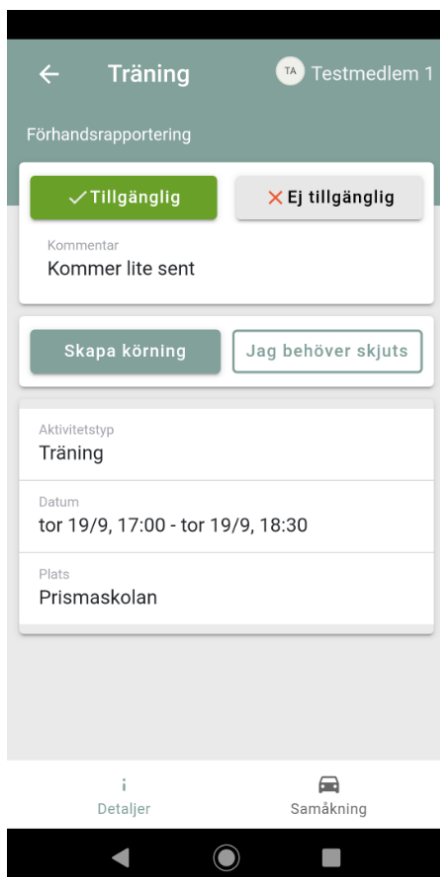 Träning
TA Testmedlem 1
Förhandsrapportering
Tillgänglig
Ej tillgänglig
Kommentar
Kommer lite sent
Skapa körning
Jag behöver skjuts
Aktivitetstyp
Träning
Datum
tor 19/9, 17:00 - tor 19/9, 18:30
Plats
Prismaskolan
Detaljer
Samåkning